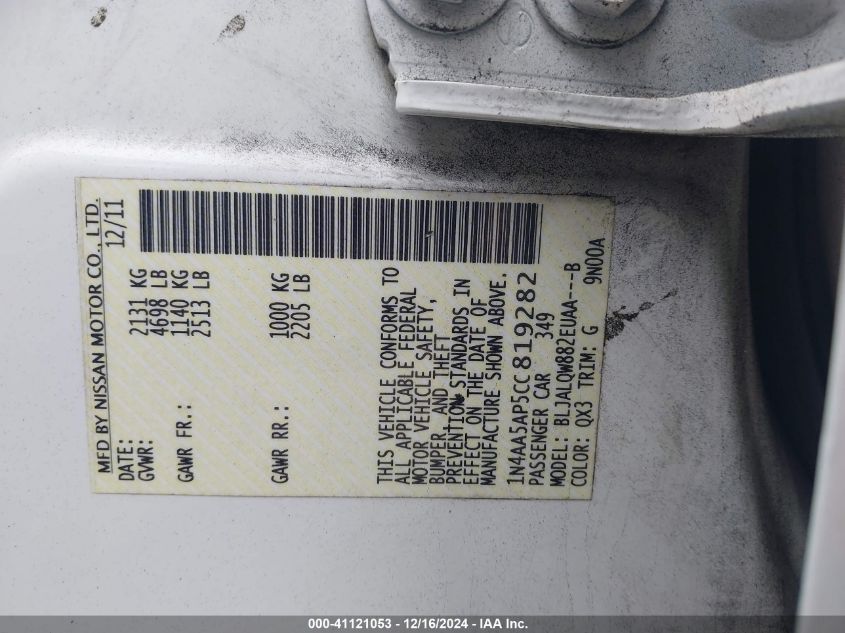 MFD BY NISSAN MOTOR CO., LTD.
DATE: 12/11
GVWR: 2131 KG
4698 LB
GAWR FR.: 1140 KG
2513 LB
GAWR RR.: 1000 KG
2205 LB
THIS VEHICLE CONFORMS TO
ALL APPLICABLE FEDERAL
MOTOR VEHICLE SAFETY,
BUMPER, AND THEFT
PREVENTION STANDARDS IN
EFFECT ON THE DATE OF
MANUFACTURE SHOWN ABOVE.
1N4AA5AP5CC819282
PASSENGER CAR 349
MODEL: BLJALQW882EUAA---B
COLOR: QX3 TRIM: G 9N00A
000-41121053 - 12/16/2024 - IAA Inc.